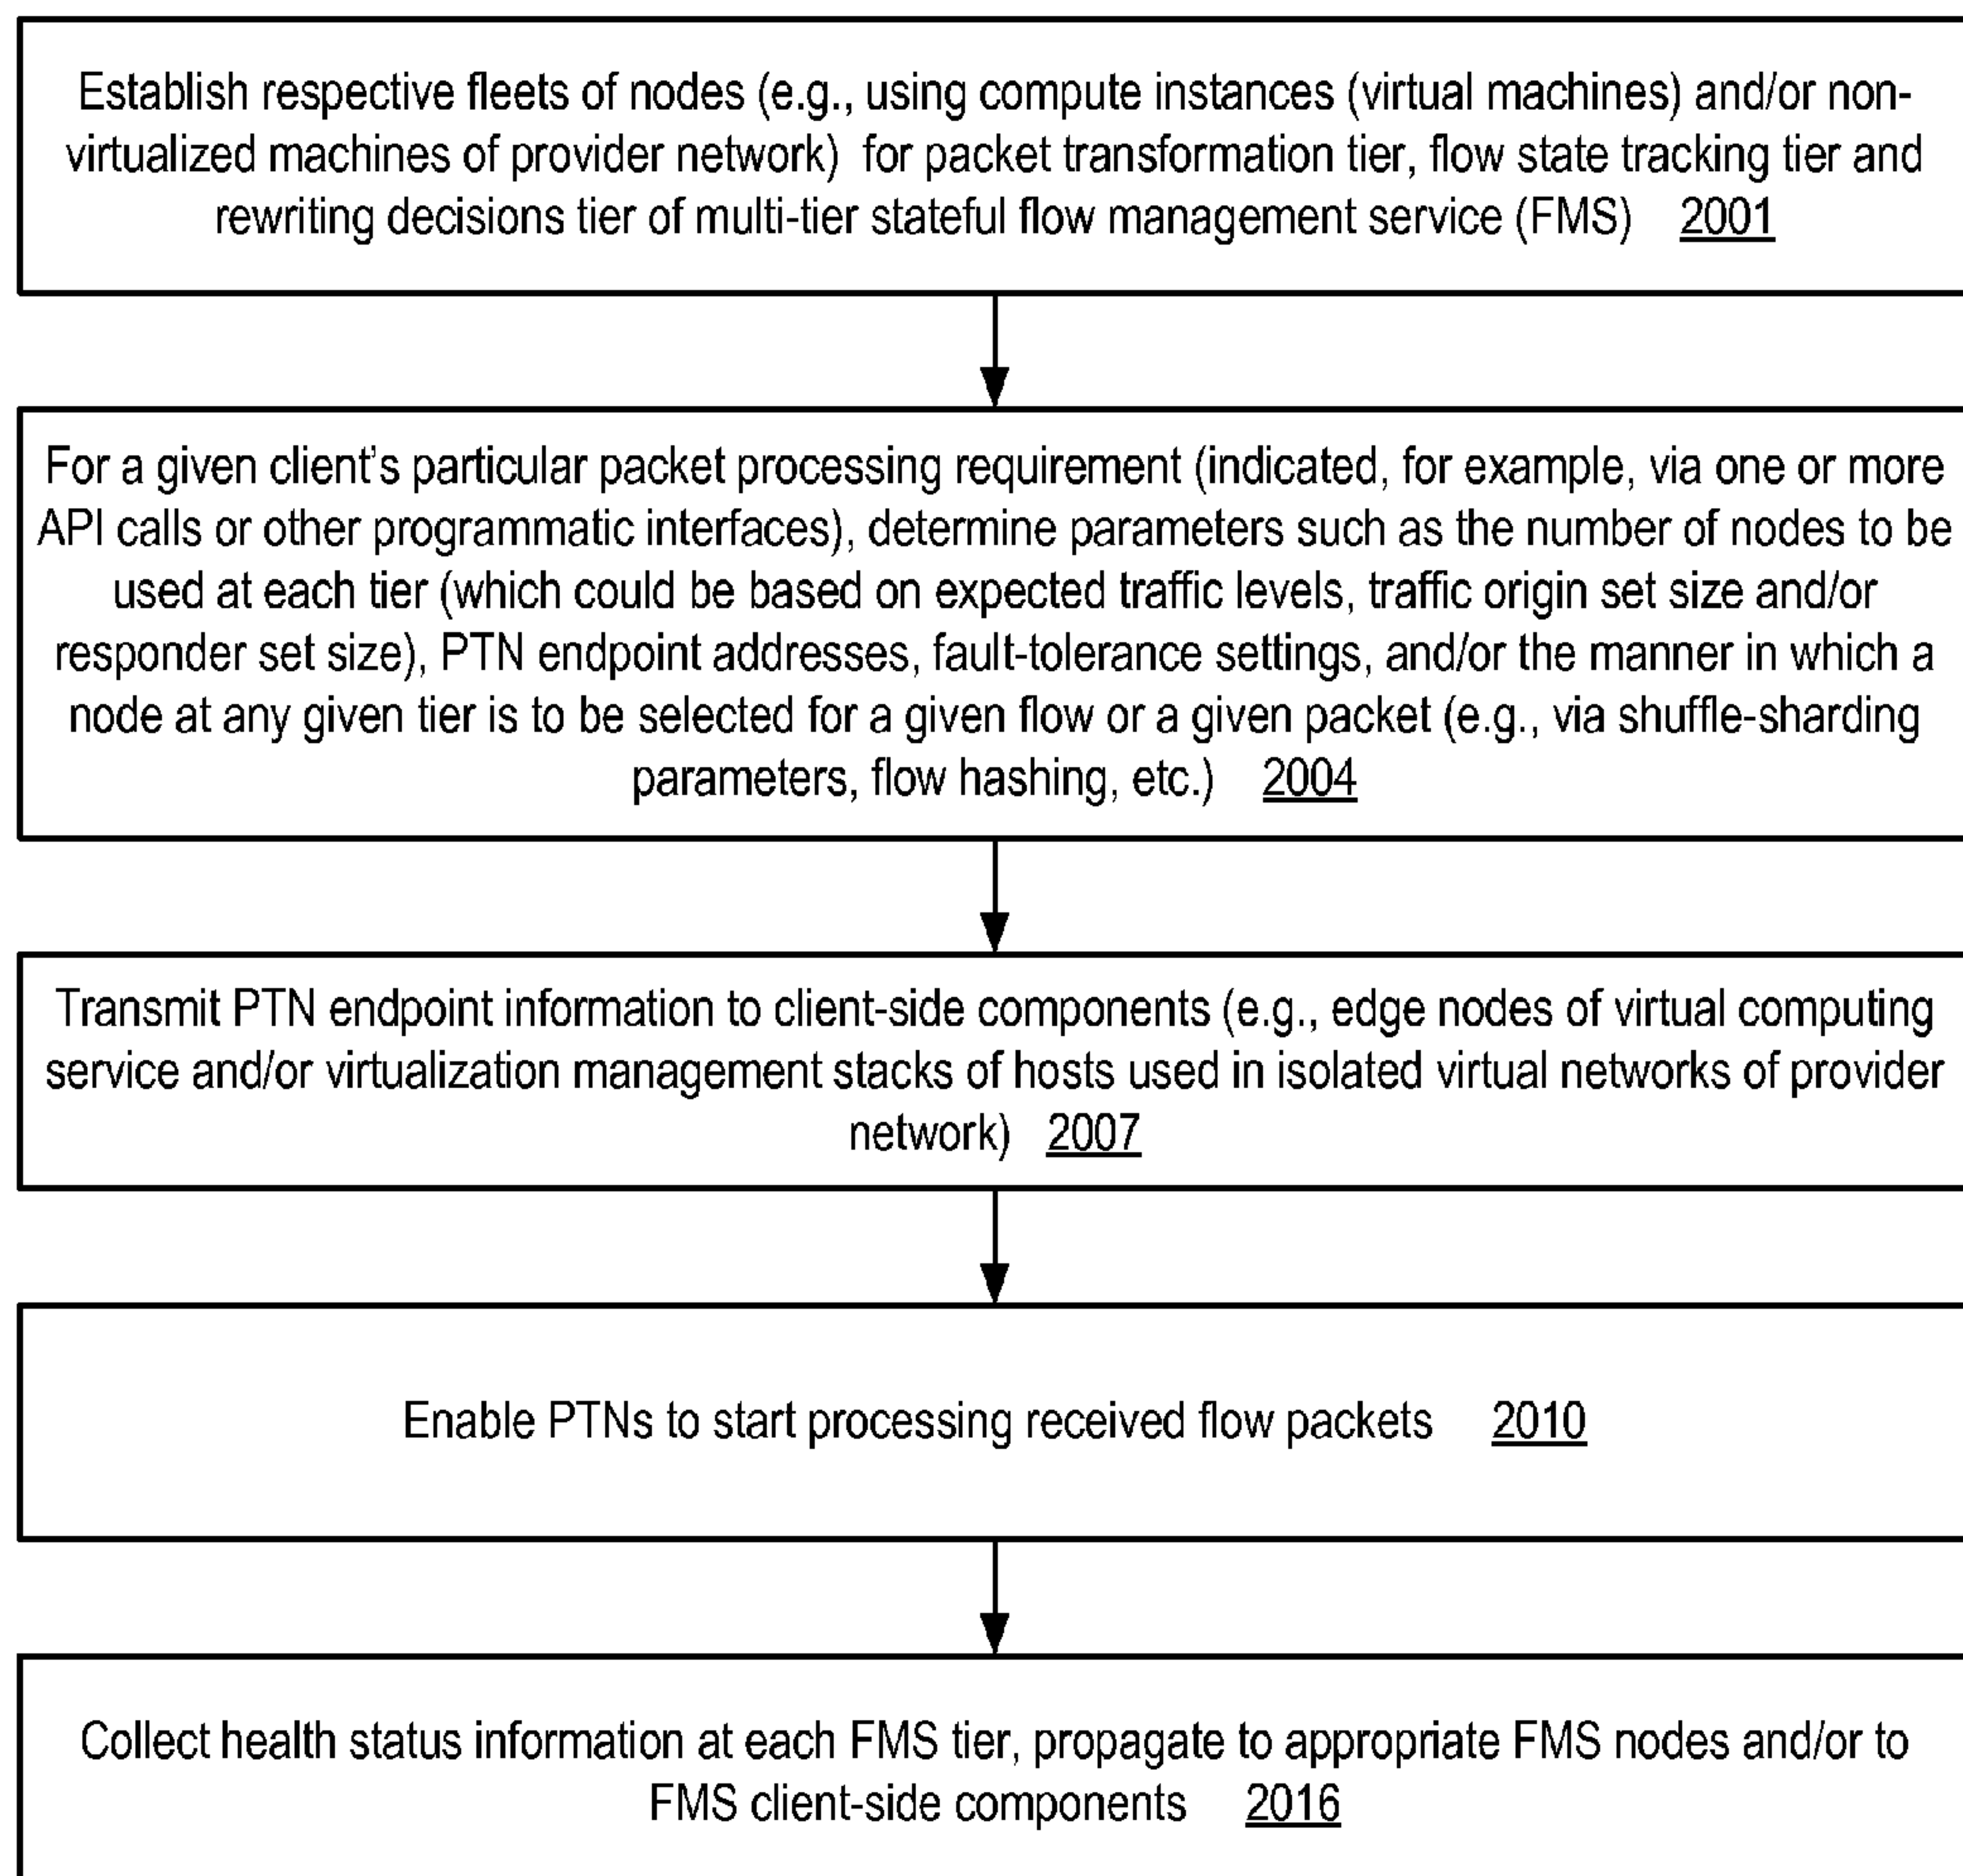 Establish respective fleets of nodes (e.g., using compute instances (virtual machines) and/or non-
virtualized machines of provider network) for packet transformation tier, flow state tracking tier and
rewriting decisions tier of multi-tier stateful flow management service (FMS) 2001
For a given client's particular packet processing requirement (indicated, for example, via one or more
API calls or other programmatic interfaces), determine parameters such as the number of nodes to be
used at each tier (which could be based on expected traffic levels, traffic origin set size and/or
responder set size), PTN endpoint addresses, fault-tolerance settings, and/or the manner in which a
node at any given tier is to be selected for a given flow or a given packet (e.g., via shuffle-sharding
parameters, flow hashing, etc.) 2004
Transmit PTN endpoint information to client-side components (e.g., edge nodes of virtual computing
service and/or virtualization management stacks of hosts used in isolated virtual networks of provider
network) 2007
Enable PTNs to start processing received flow packets 2010
Collect health status information at each FMS tier, propagate to appropriate FMS nodes and/or to
FMS client-side components 2016